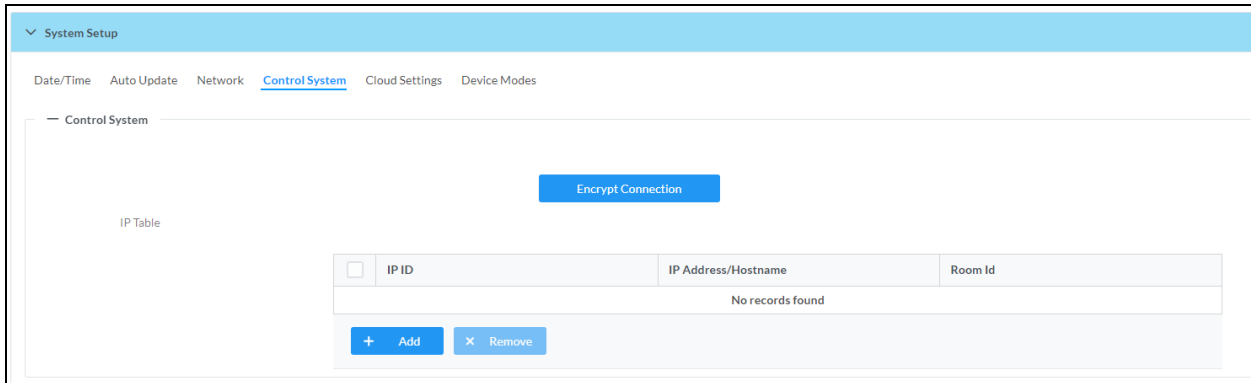 System Setup
Date/Time Auto Update Network Control System Cloud Settings Device Modes
Control System
Encrypt Connection
IP Table
IP ID IP Address/Hostname Room Id
No records found
+ Add × Remove